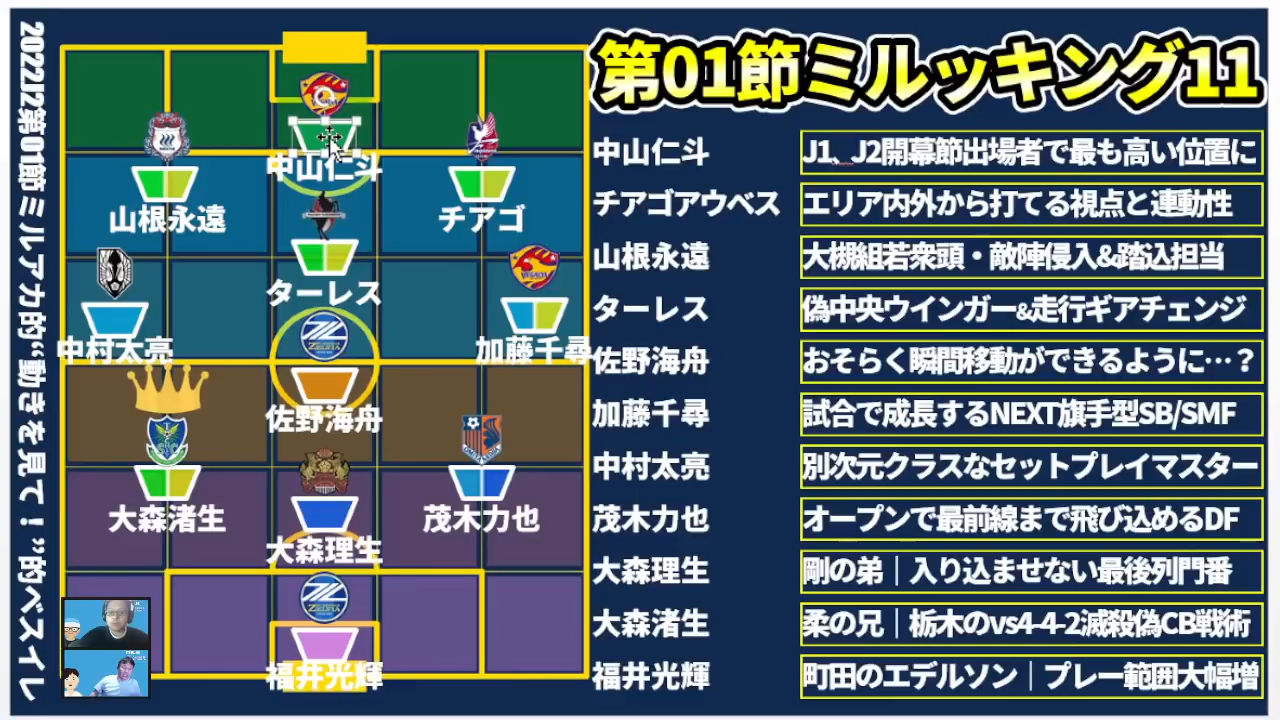 2022J2第01節ミルアカ的“動きを見て！”的ベスイレ
第01節ミルッキング11
中山仁斗
山根永遠
チアゴ
ターレス
中村太亮
加藤千尋
佐野海舟
大森渚生
大森理生
茂木力也
福井光輝
中山仁斗 J1、J2開幕節出場者で最も高い位置に
チアゴアウベス エリア内外から打てる視点と連動性
山根永遠 大槻組若衆頭・敵陣侵入&踏込担当
ターレス 偽中央ウインガー&走行ギアチェンジ
佐野海舟 おそらく瞬間移動ができるように…？
加藤千尋 試合で成長するNEXT旗手型SB/SMF
中村太亮 別次元クラスなセットプレイマスター
茂木力也 オープンで最前線まで飛び込めるDF
大森理生 剛の弟｜入り込ませない最後列門番
大森渚生 柔の兄｜栃木のvs4-4-2滅殺偽CB戦術
福井光輝 町田のエデルソン｜プレー範囲大幅増